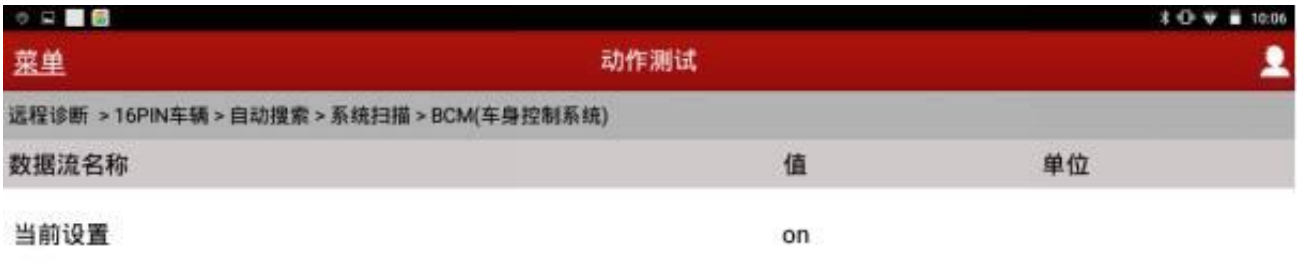 10:06
菜单 动作测试
远程诊断 > 16PIN车辆 > 自动搜索 > 系统扫描 > BCM(车身控制系统)
数据流名称 值 单位
当前设置 on